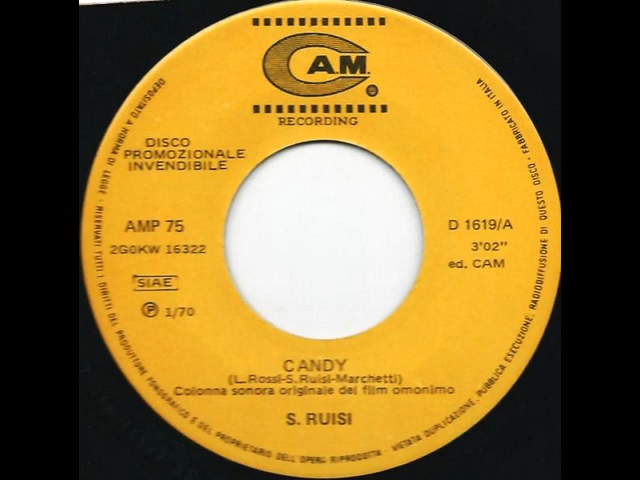 CAM.
RECORDING
DISCO
PROMOZIONALE
INVENDIBILE
AMP 75
2G0KW 16322
SIAE
℗ 1/70
D 1619/A
3'02"
ed. CAM
CANDY
(L. Rossi-S. Ruisi-Marchetti)
Colonna sonora originale del film omonimo
S. RUISI
DEPOSITATO A NORMA DI LEGGE - RISERVATI TUTTI I DIRITTI DEL PRODUTTORE FONOGRAFICO E DEL PROPRIETARIO DELL'OPERA RIPRODOTTA - VIETATA DUPLICAZIONE, PUBBLICA ESECUZIONE, RADIODIFFUSIONE DI QUESTO DISCO - FABBRICATO IN ITALIA